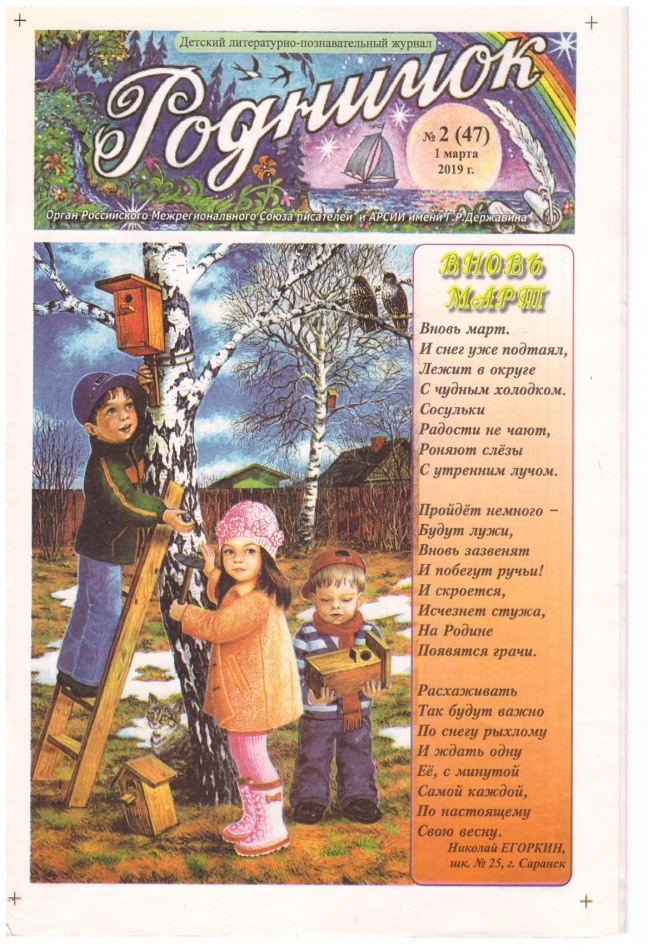 Детский литературно-познавательный журнал
Родничок
№ 2 (47)
1 марта
2019 г.
Орган Российского Межрегионального Союза писателей и АРСИИ имени Г.Р.Державина
ВНОВЬ
МАРТ
Вновь март.
И снег уже подтаял,
Лежит в округе
С чудным холодком.
Сосульки
Радости не чают,
Роняют слёзы
С утренним лучом.
Пройдёт немного –
Будут лужи,
Вновь зазвенят
И побегут ручьи!
И скроется,
Исчезнет стужа,
На Родине
Появятся грачи.
Расхаживать
Так будут важно
По снегу рыхлому
И ждать одну
Её, с минутой
Самой каждой,
По настоящему
Свою весну.
Николай ЕГОРКИН,
шк. № 25, г. Саранск